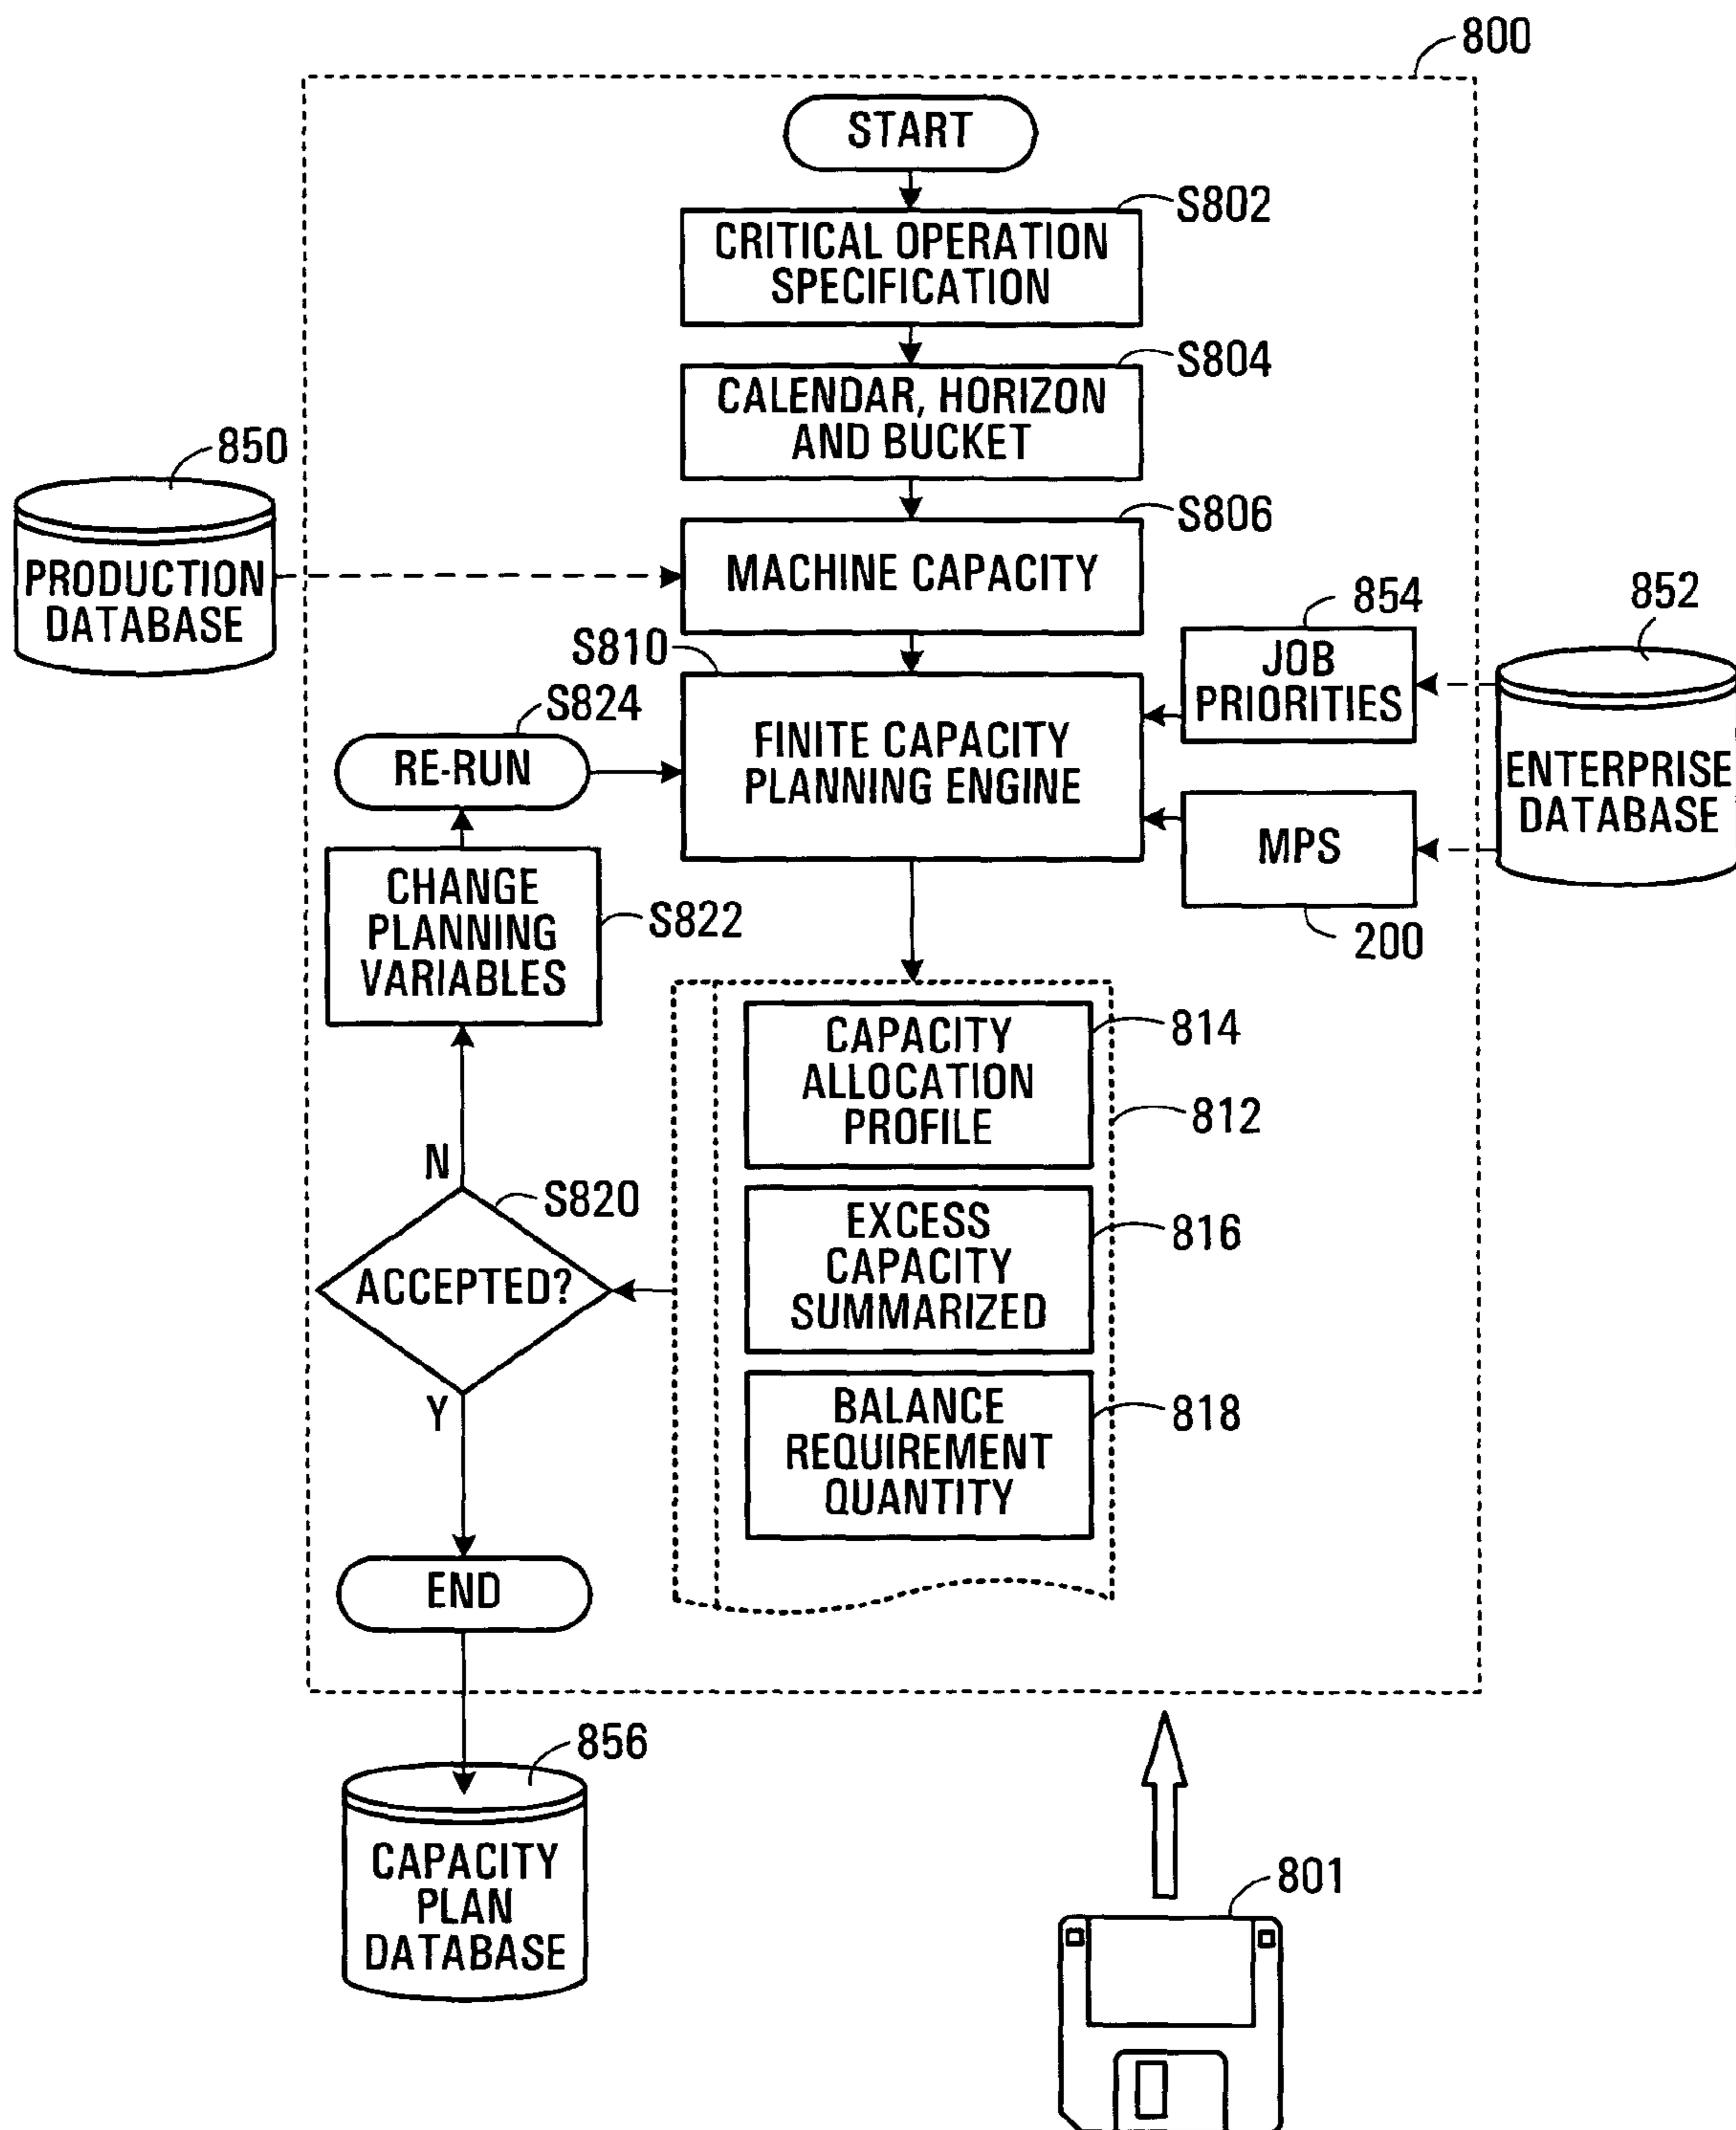 800
START
S802
CRITICAL OPERATION
SPECIFICATION
S804
CALENDAR, HORIZON
AND BUCKET
850
PRODUCTION
DATABASE
S806
MACHINE CAPACITY
854
JOB
PRIORITIES
852
ENTERPRISE
DATABASE
S810
FINITE CAPACITY
PLANNING ENGINE
S824
RE-RUN
MPS
200
CHANGE
PLANNING
VARIABLES
S822
CAPACITY
ALLOCATION
PROFILE
814
812
N
S820
ACCEPTED?
EXCESS
CAPACITY
SUMMARIZED
816
Y
BALANCE
REQUIREMENT
QUANTITY
818
END
856
CAPACITY
PLAN
DATABASE
801